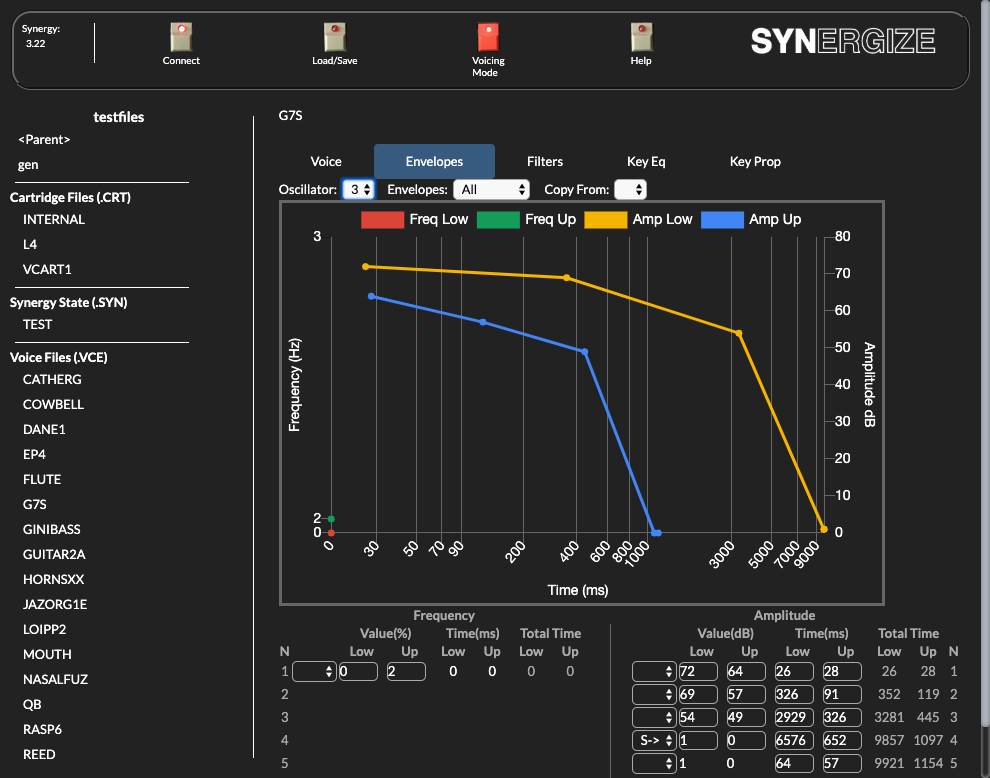 Synergy:
3.22
Connect
Load/Save
Voicing
Mode
Help
SYNERGIZE
testfiles
<Parent>
gen
Cartridge Files (.CRT)
INTERNAL
L4
VCART1
Synergy State (.SYN)
TEST
Voice Files (.VCE)
CATHERG
COWBELL
DANE1
EP4
FLUTE
G7S
GINIBASS
GUITAR2A
HORNSXX
JAZORG1E
LOIPP2
MOUTH
NASALFUZ
QB
RASP6
REED
G7S
Voice Envelopes Filters Key Eq Key Prop
Oscillator: 3 Envelopes: All Copy From:
Freq Low Freq Up Amp Low Amp Up
3
2
0
Frequency (Hz)
80
70
60
50
40
30
20
10
0
Amplitude dB
0 30 50 70 90 200 400 600 800 1000 3000 5000 7000 9000
Time (ms)
Frequency
Value(%) Time(ms) Total Time
N Low Up Low Up Low Up
1 0 2 0 0 0 0
2
3
4
5
Amplitude
Value(dB) Time(ms) Total Time
Low Up Low Up Low Up N
72 64 26 28 26 28 1
69 57 326 91 352 119 2
54 49 2929 326 3281 445 3
S-> 1 0 6576 652 9857 1097 4
1 0 64 57 9921 1154 5